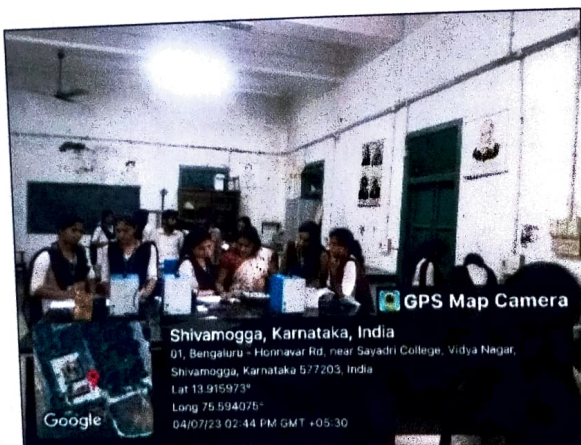 GPS Map Camera
Shivamogga, Karnataka, India
01, Bengaluru - Honnavar Rd, near Sayadri College, Vidya Nagar,
Shivamogga, Karnataka 577203, India
Lat 13.915973°
Long 75.594075°
04/07/23 02:44 PM GMT +05:30
Google